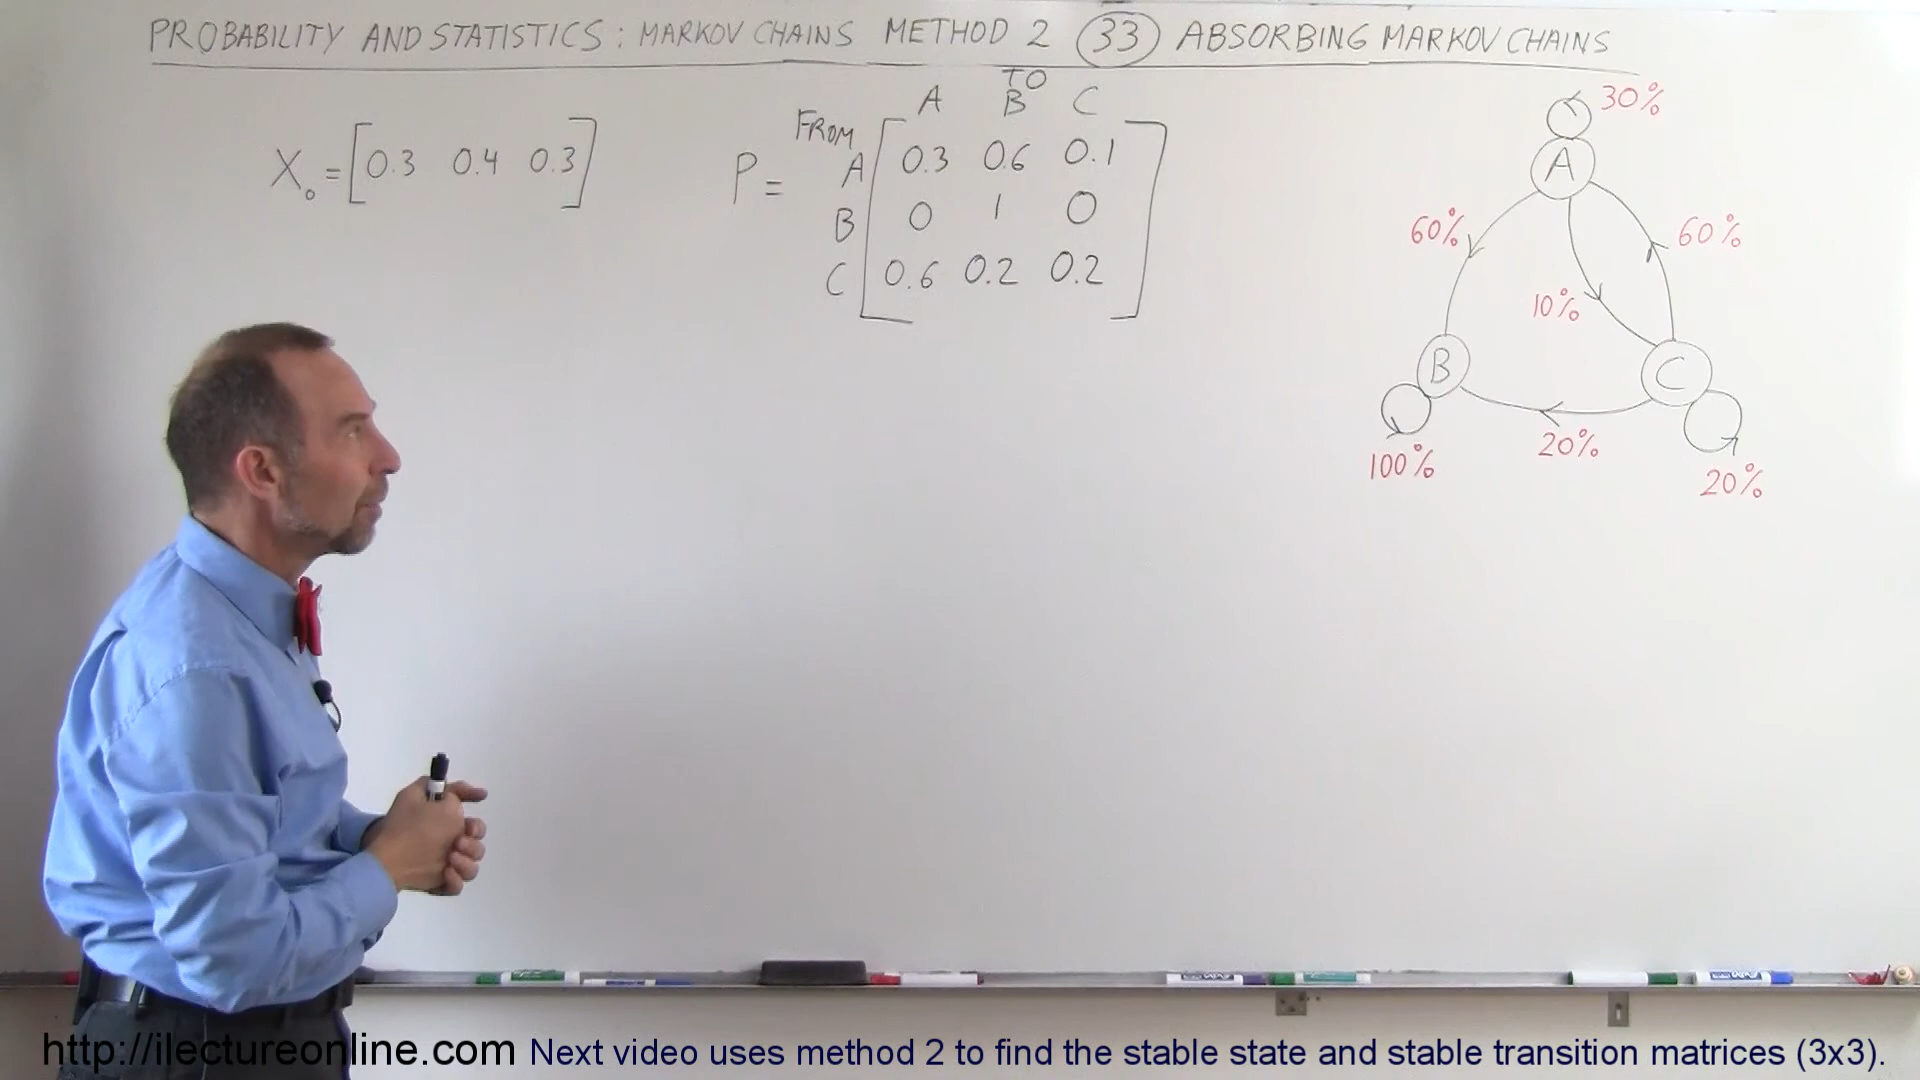 PROBABILITY AND STATISTICS: MARKOV CHAINS METHOD 2 33 ABSORBING MARKOV CHAINS
X₀ = [0.3 0.4 0.3]
P =
TO
A B C
FROM
A 0.3 0.6 0.1
B 0 1 0
C 0.6 0.2 0.2
30%
A
60%
60%
10%
B
C
100%
20%
20%
http://ilectureonline.com Next video uses method 2 to find the stable state and stable transition matrices (3x3).